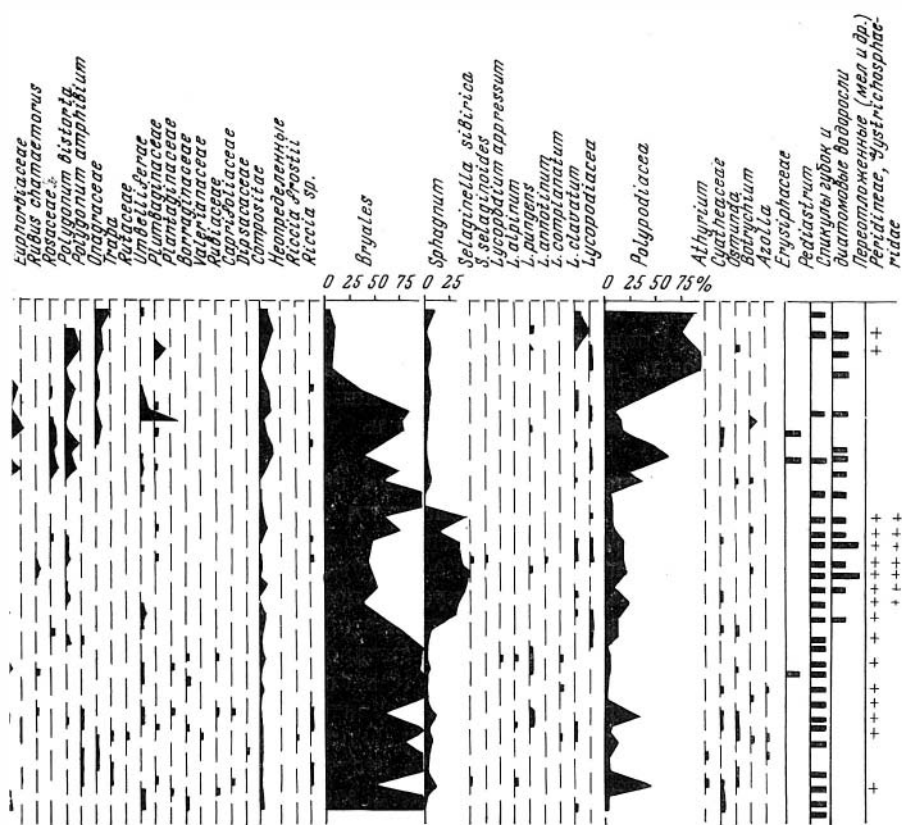 Euphorbiaceae
Ribus chamaemorus
Rosaceae
Polygonum bistorta
Polygonum amphibium
Onagraceae
Trapa
Rutaceae
Umbelliferae
Plumbaginaceae
Plantaginaceae
Borraginaceae
Valerianaceae
Rubiaceae
Caprifoliaceae
Dipsacaceae
Compositae
Неопределенные
Riccia frostii
Riccia sp.
Bryales
Sphagnum
Selaginella sibirica
S. selaginoides
Lycopodium appressum
L. alpinum
L. pungens
L. annotinum
L. complanatum
L. clavatum
Lycopodiacea
Polypodiacea
Athyrium
Cyatheaceae
Osmunda
Botrychium
Azolla
Erysiphaceae
Pediastrum
Спикулы губок и
диатомовые водоросли
Переотложенные (мел и др.)
Peridineae, Hystrichosphae-
ridae
0 25 50 75
0 25
0 25 50 75 %